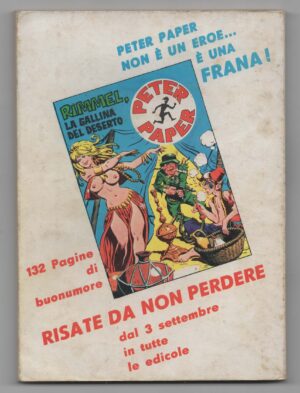 PETER PAPER
NON È UN EROE...
È UNA
FRANA!
RIMMEL,
LA GALLINA
DEL DESERTO
PETER
PAPER
132 Pagine
di
buonumore
RISATE DA NON PERDERE
dal 3 settembre
in tutte
le edicole